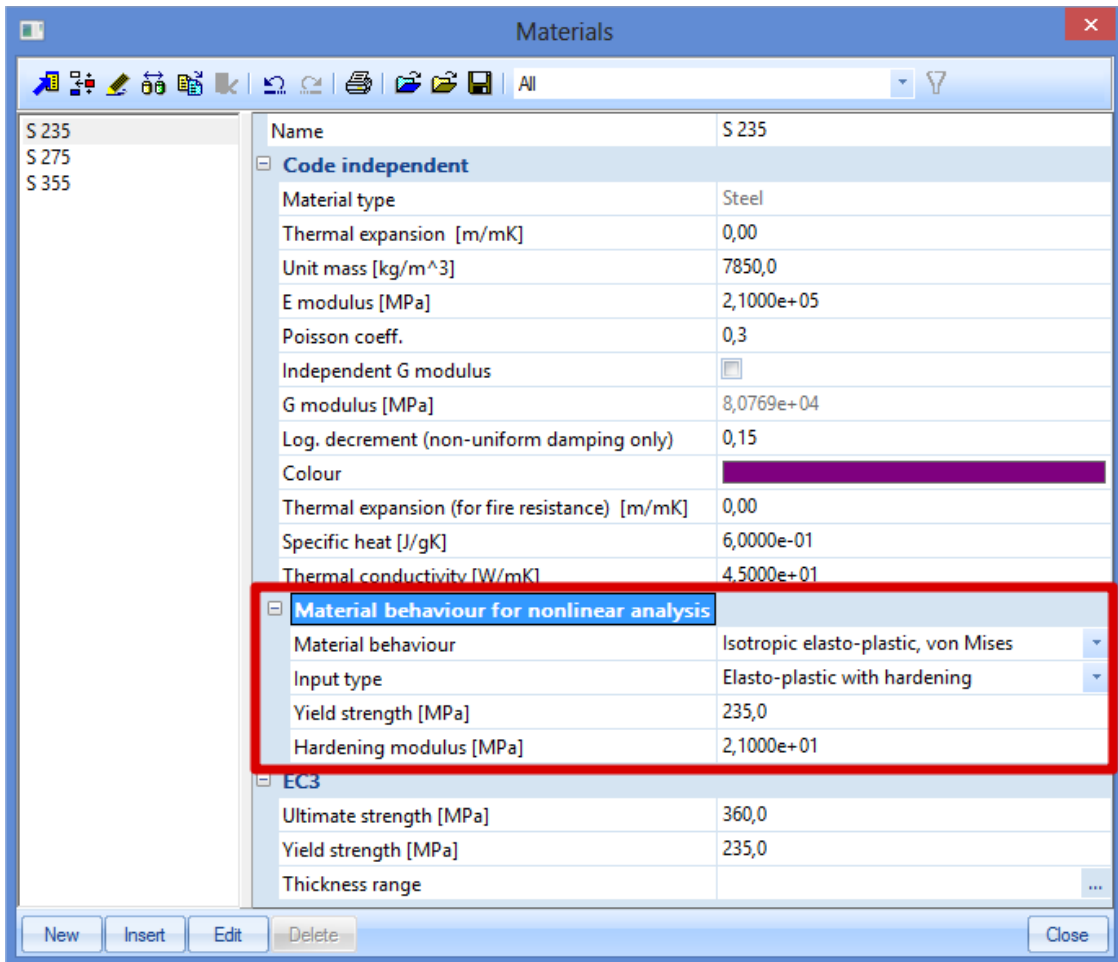 Materials
All
S 235
S 275
S 355
Name S 235
Code independent
Material type Steel
Thermal expansion [m/mK] 0,00
Unit mass [kg/m^3] 7850,0
E modulus [MPa] 2,1000e+05
Poisson coeff. 0,3
Independent G modulus
G modulus [MPa] 8,0769e+04
Log. decrement (non-uniform damping only) 0,15
Colour
Thermal expansion (for fire resistance) [m/mK] 0,00
Specific heat [J/gK] 6,0000e-01
Thermal conductivity [W/mK] 4,5000e+01
Material behaviour for nonlinear analysis
Material behaviour Isotropic elasto-plastic, von Mises
Input type Elasto-plastic with hardening
Yield strength [MPa] 235,0
Hardening modulus [MPa] 2,1000e+01
EC3
Ultimate strength [MPa] 360,0
Yield strength [MPa] 235,0
Thickness range ...
New Insert Edit Delete Close